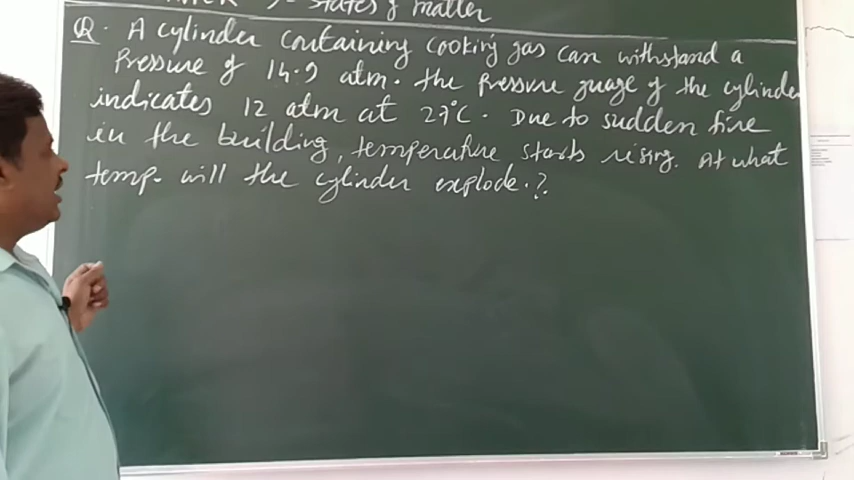 states of matter
Q. A cylinder containing cooking gas can withstand a
Pressure of 14.9 atm. the pressure guage of the cylinder
indicates 12 atm at 27°C. Due to sudden fire
in the building, temperature starts rising. At what
temp. will the cylinder explode.?